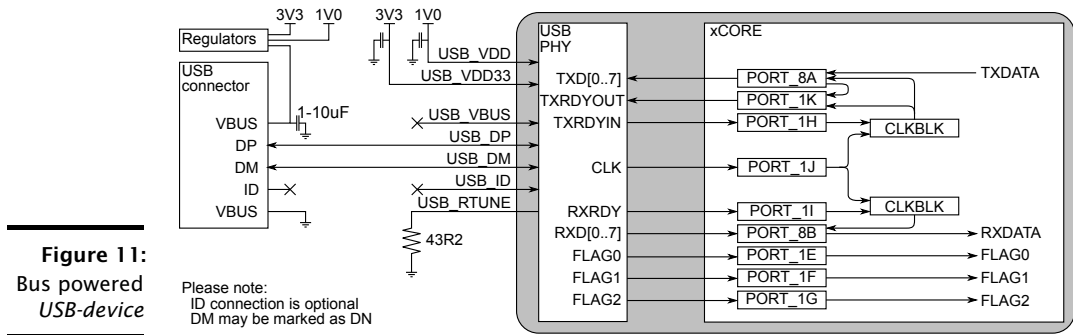 3V3 1V0
3V3 1V0
Regulators
USB connector
VBUS
DP
DM
ID
VBUS
1-10uF
USB_VDD
USB_VDD33
USB_VBUS
USB_DP
USB_DM
USB_ID
USB_RTUNE
43R2
USB
PHY
TXD[0..7]
TXRDYOUT
TXRDYIN
CLK
RXRDY
RXD[0..7]
FLAG0
FLAG1
FLAG2
xCORE
PORT_8A
PORT_1K
PORT_1H
PORT_1J
PORT_1I
PORT_8B
PORT_1E
PORT_1F
PORT_1G
CLKBLK
CLKBLK
TXDATA
RXDATA
FLAG0
FLAG1
FLAG2
Figure 11:
Bus powered
USB-device
Please note:
ID connection is optional
DM may be marked as DN